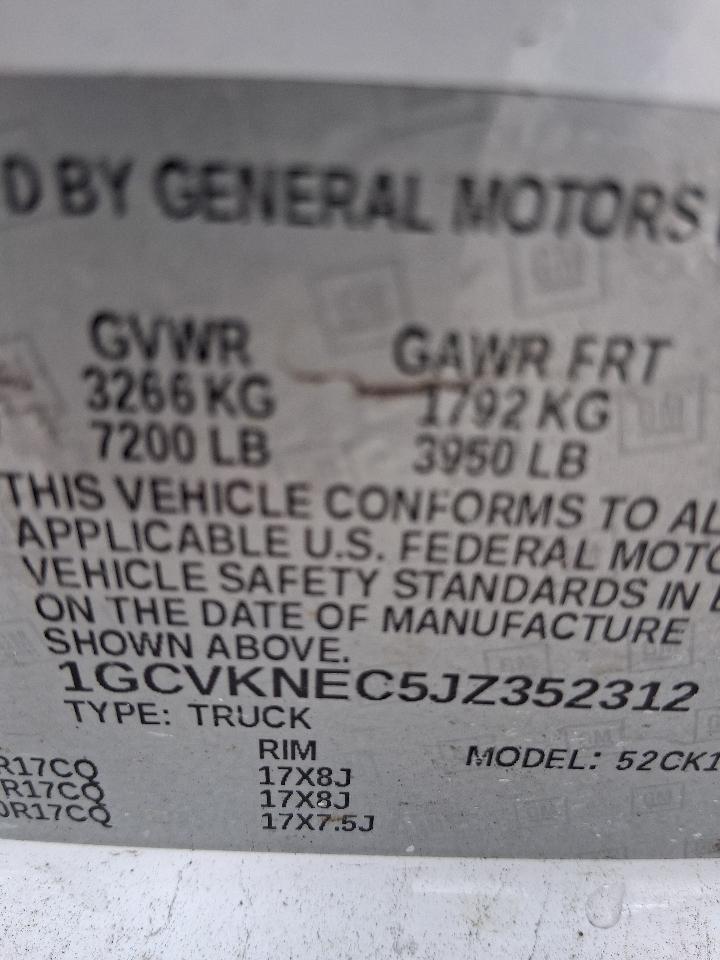 D BY GENERAL MOTORS
GVWR GAWR FRT
3266 KG 1792 KG
7200 LB 3950 LB
THIS VEHICLE CONFORMS TO AL
APPLICABLE U.S. FEDERAL MOTO
VEHICLE SAFETY STANDARDS IN E
ON THE DATE OF MANUFACTURE
SHOWN ABOVE.
1GCVKNEC5JZ352312
TYPE: TRUCK
RIM MODEL: 52CK1
R17CQ 17X8J
R17CQ 17X8J
0R17CQ 17X7.5J